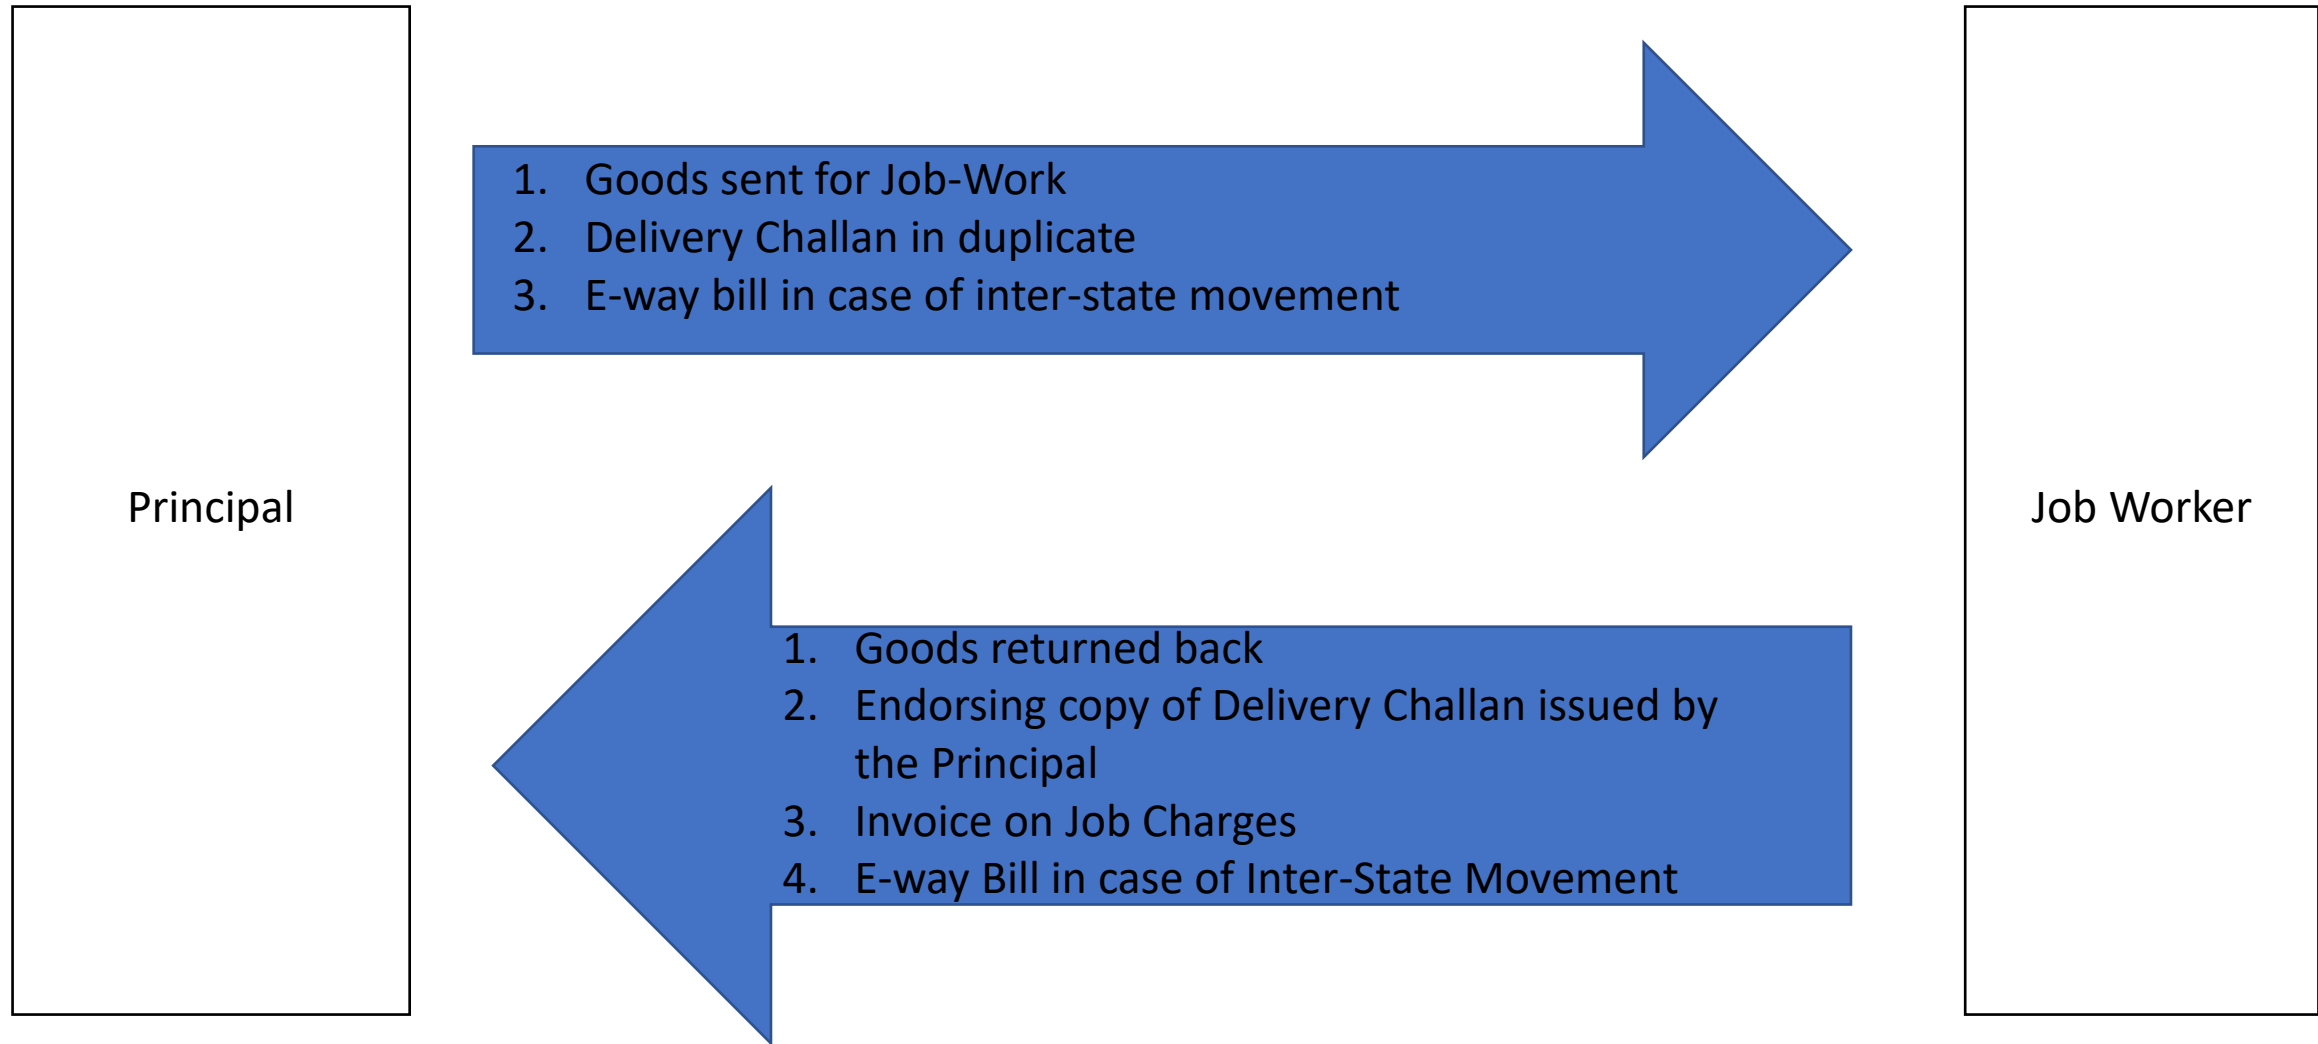 1. Goods sent for Job-Work
2. Delivery Challan in duplicate
3. E-way bill in case of inter-state movement
Principal
Job Worker
1. Goods returned back
2. Endorsing copy of Delivery Challan issued by
the Principal
3. Invoice on Job Charges
4. E-way Bill in case of Inter-State Movement